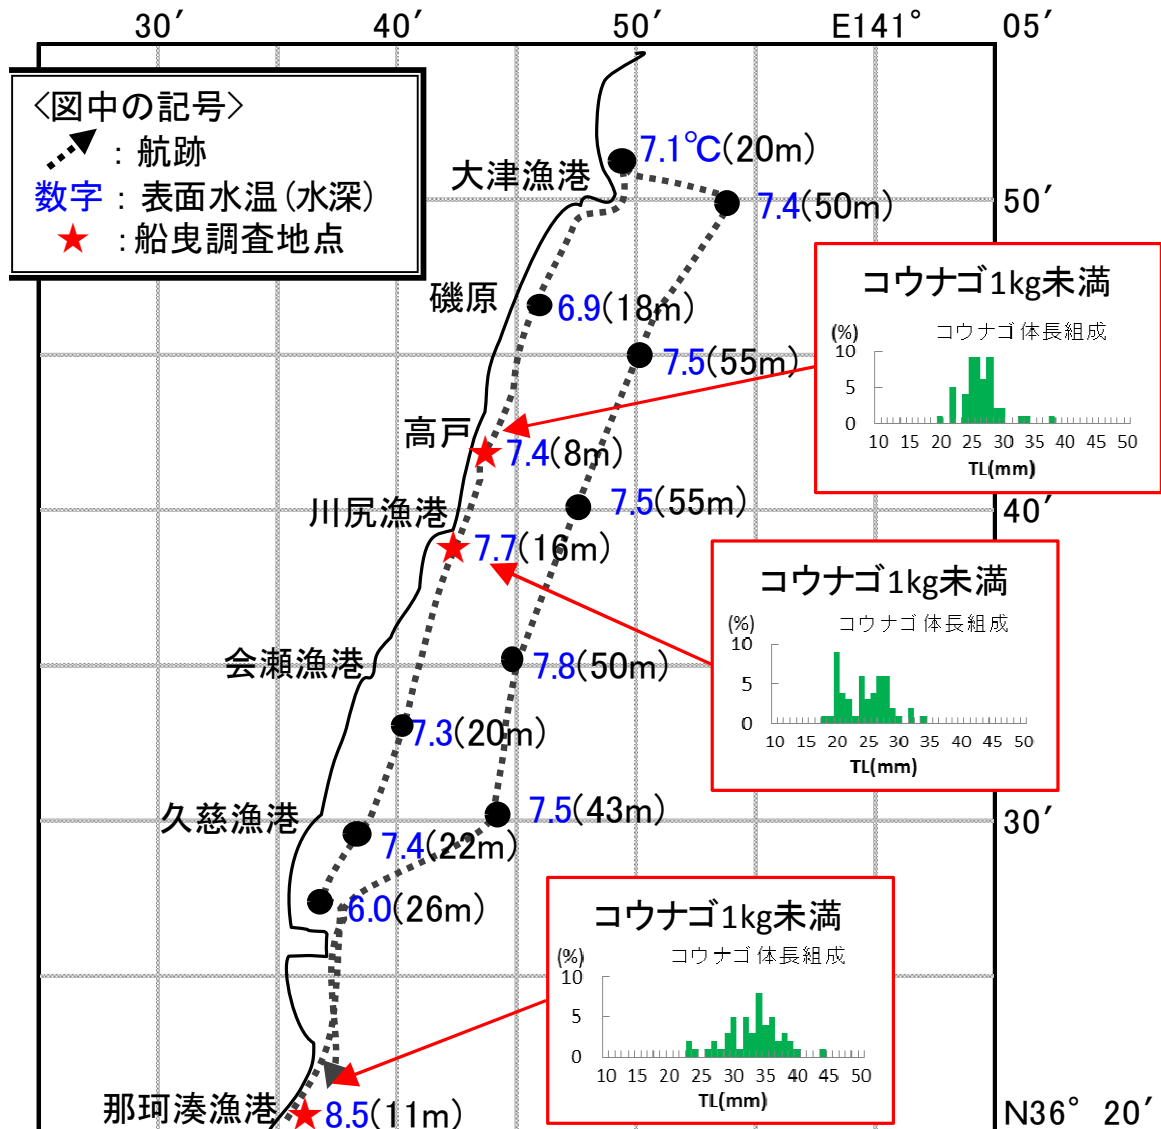 30′ 40′ 50′ E141° 05′
<図中の記号>
：航跡
数字：表面水温(水深)
★：船曳調査地点
大津漁港
7.1℃(20m)
7.4(50m)
50′
磯原
6.9(18m)
7.5(55m)
コウナゴ1kg未満
コウナゴ体長組成
(%)
10
5
0
10 15 20 25 30 35 40 45 50
TL(mm)
高戸
7.4(8m)
川尻漁港
7.5(55m)
40′
7.7(16m)
コウナゴ1kg未満
コウナゴ体長組成
(%)
10
5
0
10 15 20 25 30 35 40 45 50
TL(mm)
会瀬漁港
7.8(50m)
7.3(20m)
久慈漁港
7.5(43m)
30′
7.4(22m)
6.0(26m)
コウナゴ1kg未満
コウナゴ体長組成
(%)
10
5
0
10 15 20 25 30 35 40 45 50
TL(mm)
那珂湊漁港
8.5(11m)
N36° 20′